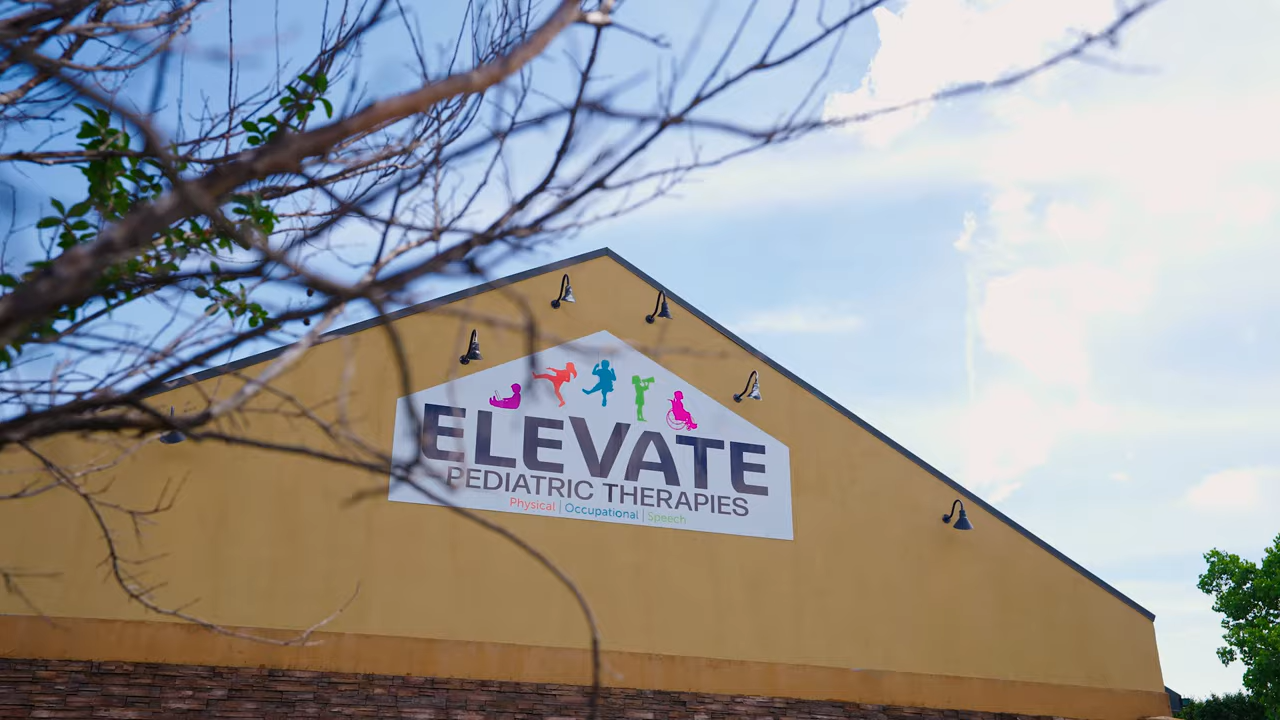 ELEVATE
PEDIATRIC THERAPIES
Physical | Occupational | Speech